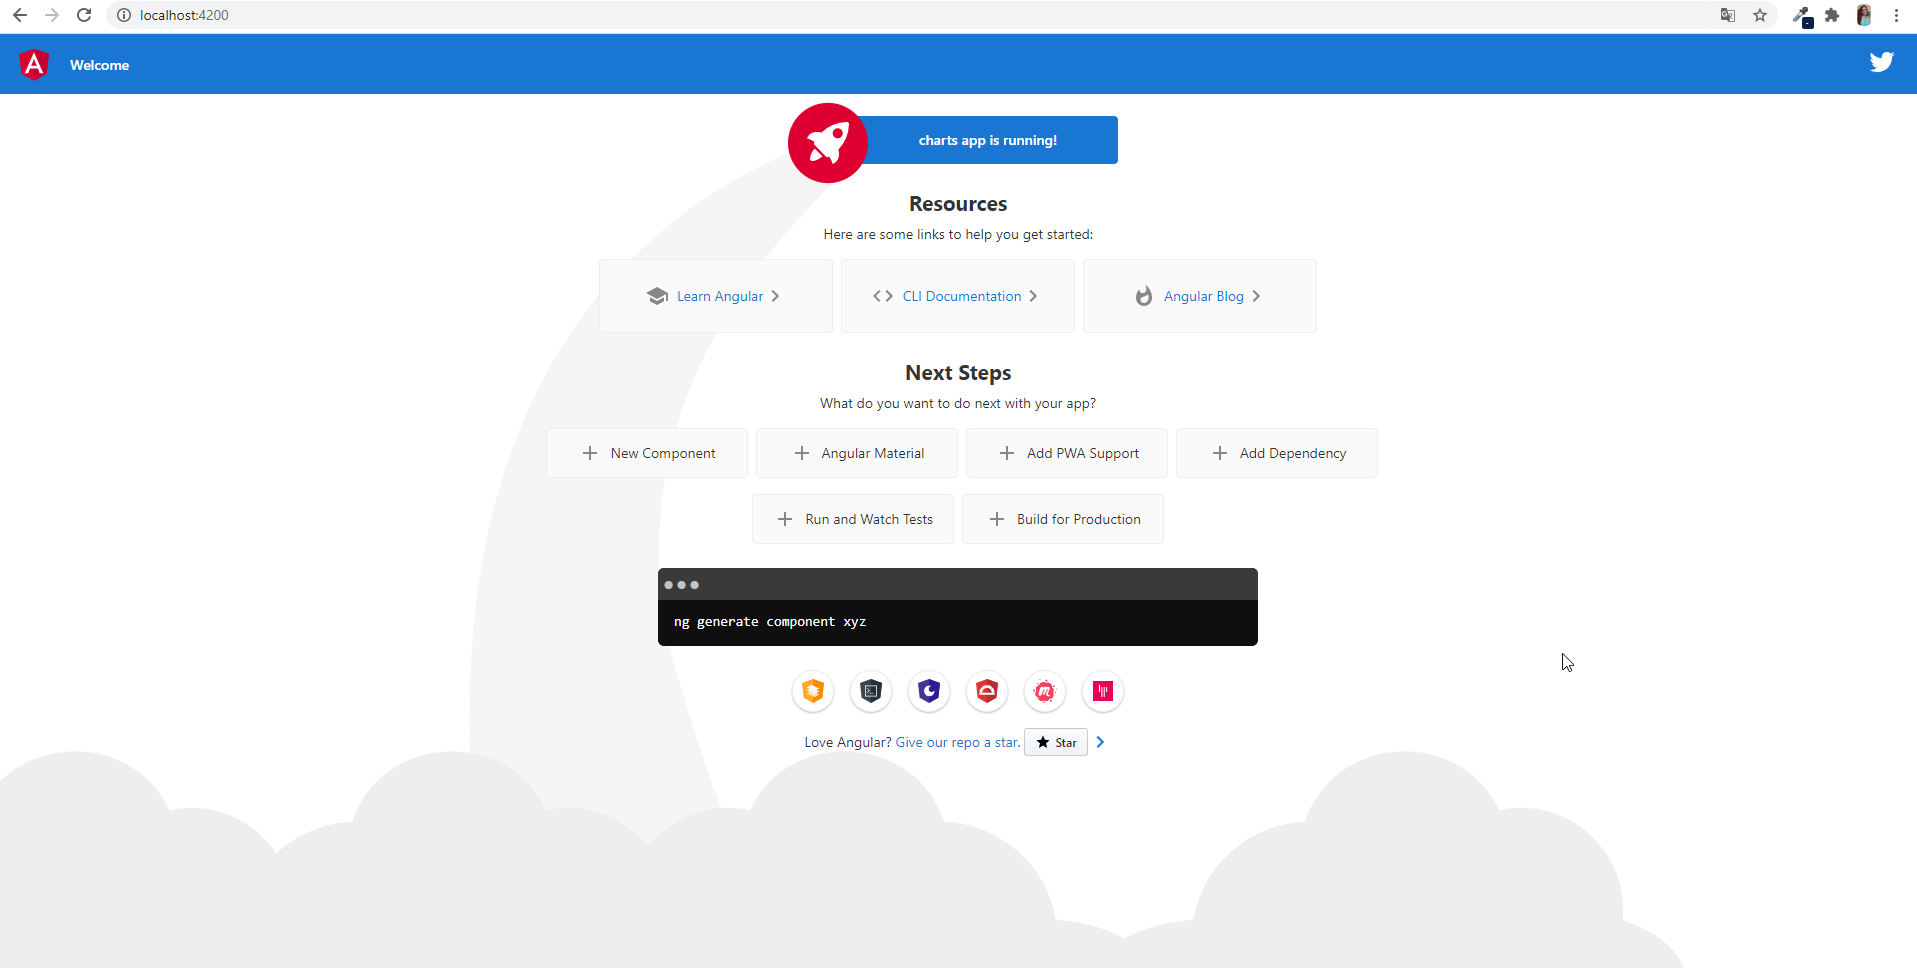 localhost:4200
Welcome
charts app is running!
Resources
Here are some links to help you get started:
Learn Angular
CLI Documentation
Angular Blog
Next Steps
What do you want to do next with your app?
New Component
Angular Material
Add PWA Support
Add Dependency
Run and Watch Tests
Build for Production
ng generate component xyz
Love Angular? Give our repo a star. Star